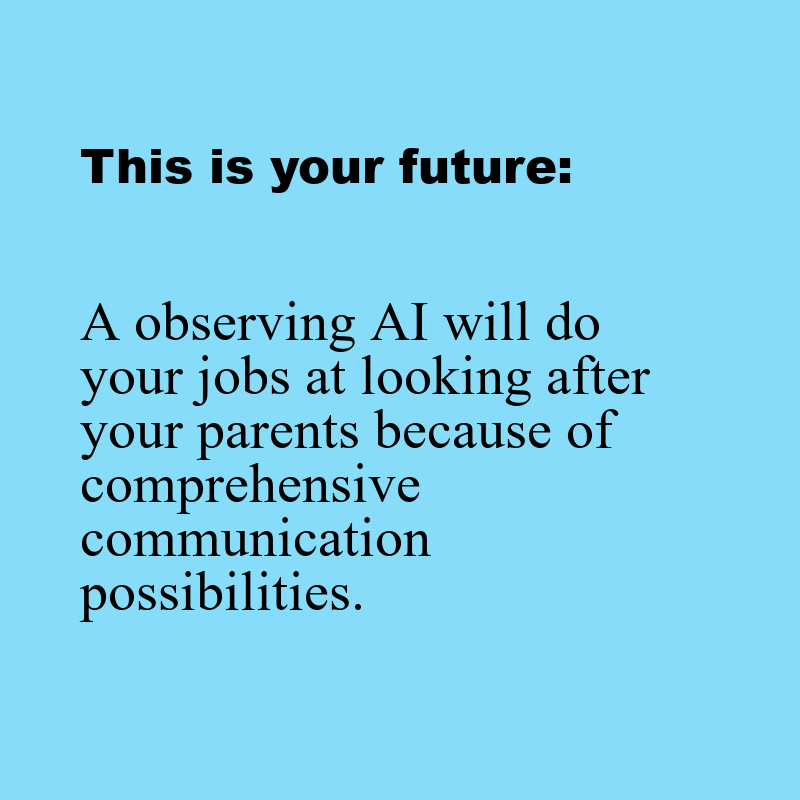 This is your future:
A observing AI will do
your jobs at looking after
your parents because of
comprehensive
communication
possibilities.